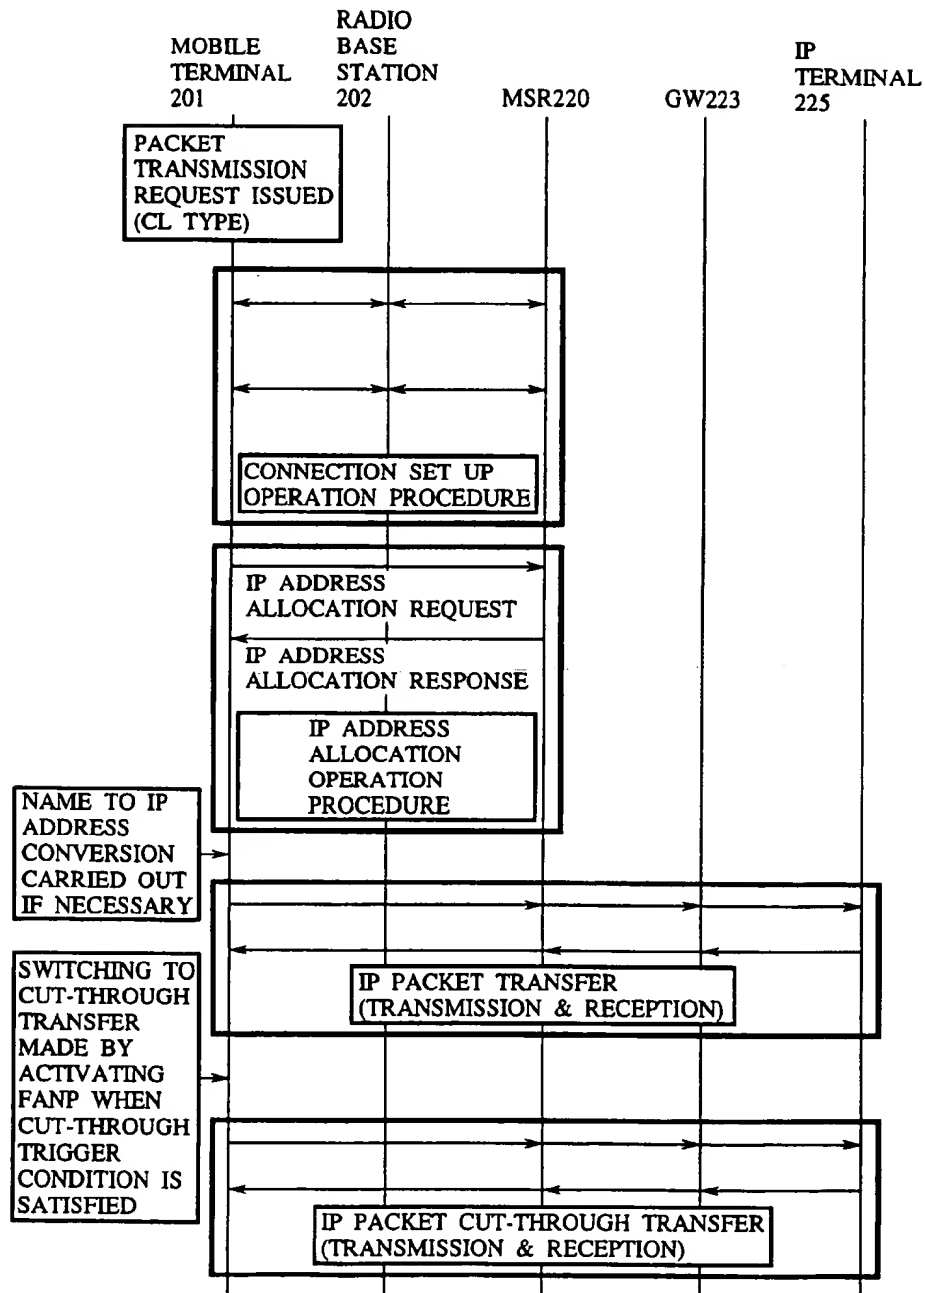 MOBILE
TERMINAL
201
RADIO
BASE
STATION
202
MSR220
GW223
IP
TERMINAL
225
PACKET
TRANSMISSION
REQUEST ISSUED
(CL TYPE)
CONNECTION SET UP
OPERATION PROCEDURE
IP ADDRESS
ALLOCATION REQUEST
IP ADDRESS
ALLOCATION RESPONSE
IP ADDRESS
ALLOCATION
OPERATION
PROCEDURE
NAME TO IP
ADDRESS
CONVERSION
CARRIED OUT
IF NECESSARY
IP PACKET TRANSFER
(TRANSMISSION & RECEPTION)
SWITCHING TO
CUT-THROUGH
TRANSFER
MADE BY
ACTIVATING
FANP WHEN
CUT-THROUGH
TRIGGER
CONDITION IS
SATISFIED
IP PACKET CUT-THROUGH TRANSFER
(TRANSMISSION & RECEPTION)